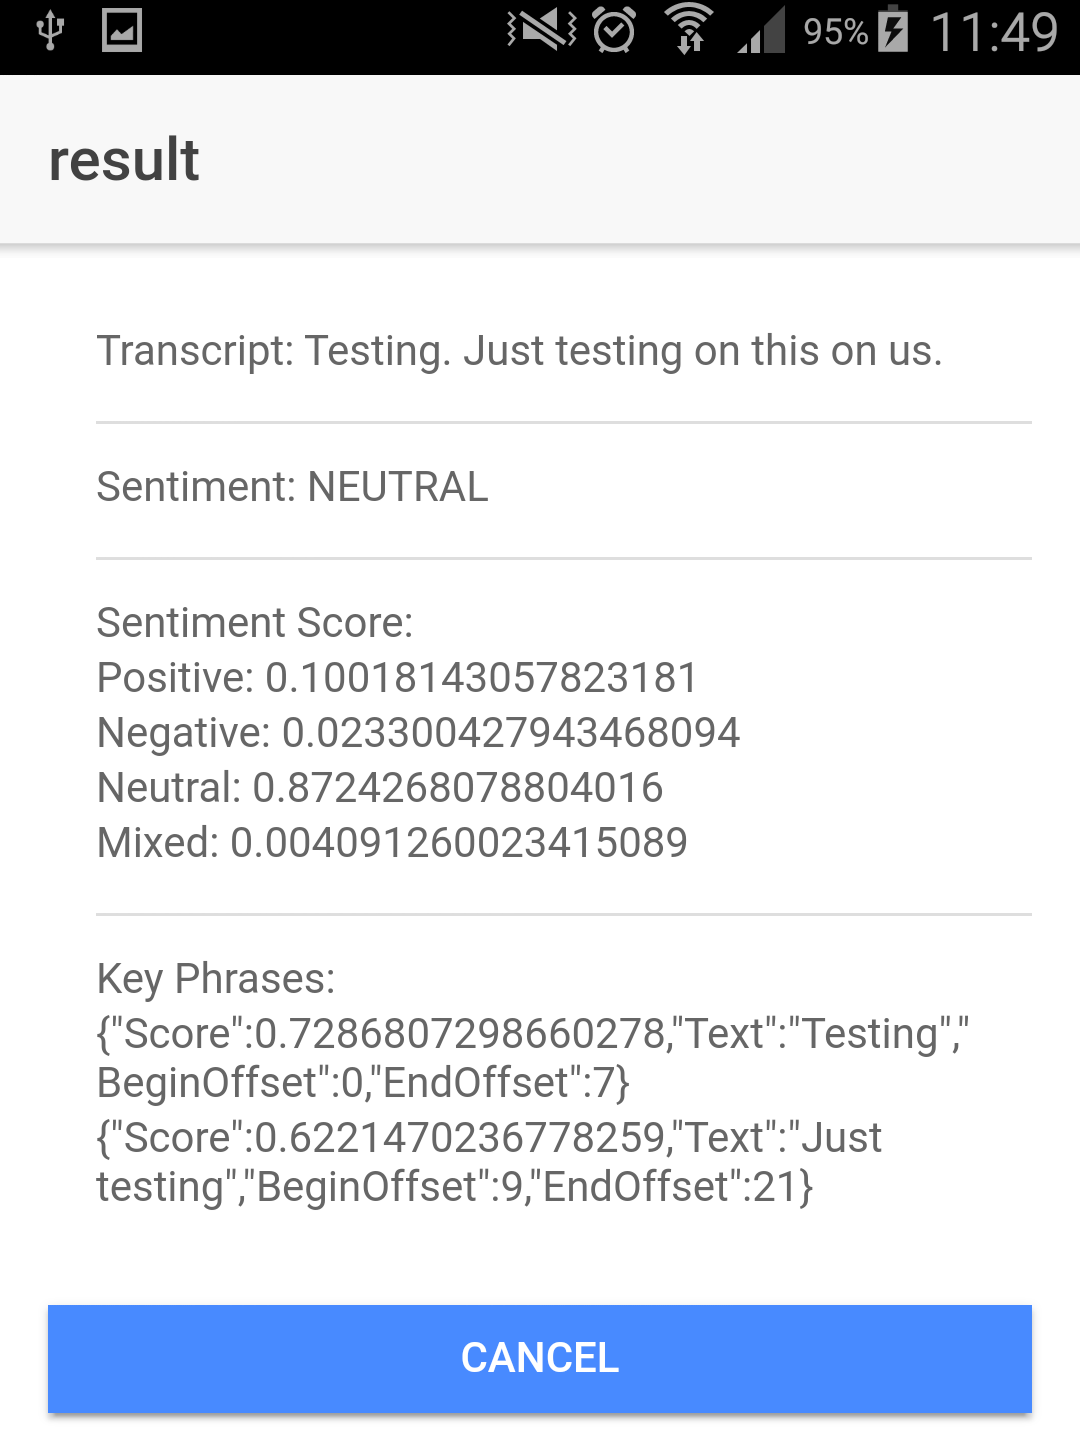 95% 11:49
result
Transcript: Testing. Just testing on this on us.
Sentiment: NEUTRAL
Sentiment Score:
Positive: 0.10018143057823181
Negative: 0.023300427943468094
Neutral: 0.8724268078804016
Mixed: 0.004091260023415089
Key Phrases:
{"Score":0.7286807298660278,"Text":"Testing","
BeginOffset":0,"EndOffset":7}
{"Score":0.6221470236778259,"Text":"Just
testing","BeginOffset":9,"EndOffset":21}
CANCEL